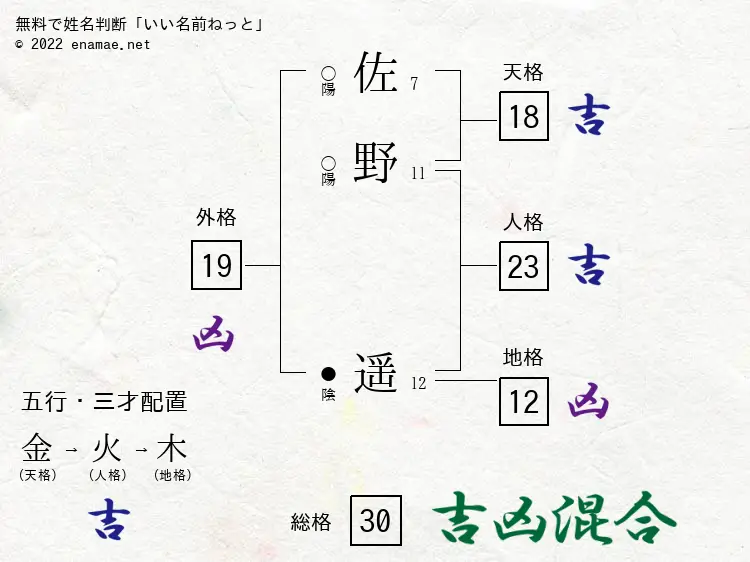 無料で姓名判断「いい名前ねっと」
© 2022 enamae.net
○
陽
佐 7
天格
18 吉
○
陽
野 11
外格
19
凶
人格
23 吉
●
陰
遥 12
地格
12 凶
五行・三才配置
金 → 火 → 木
(天格) (人格) (地格)
吉
総格 30 吉凶混合